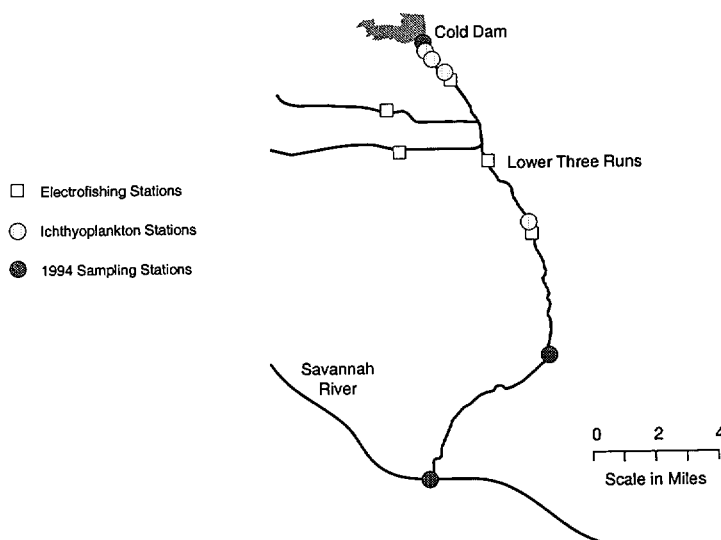 Cold Dam
Lower Three Runs
Electrofishing Stations
Ichthyoplankton Stations
1994 Sampling Stations
Savannah
River
0 2 4
Scale in Miles